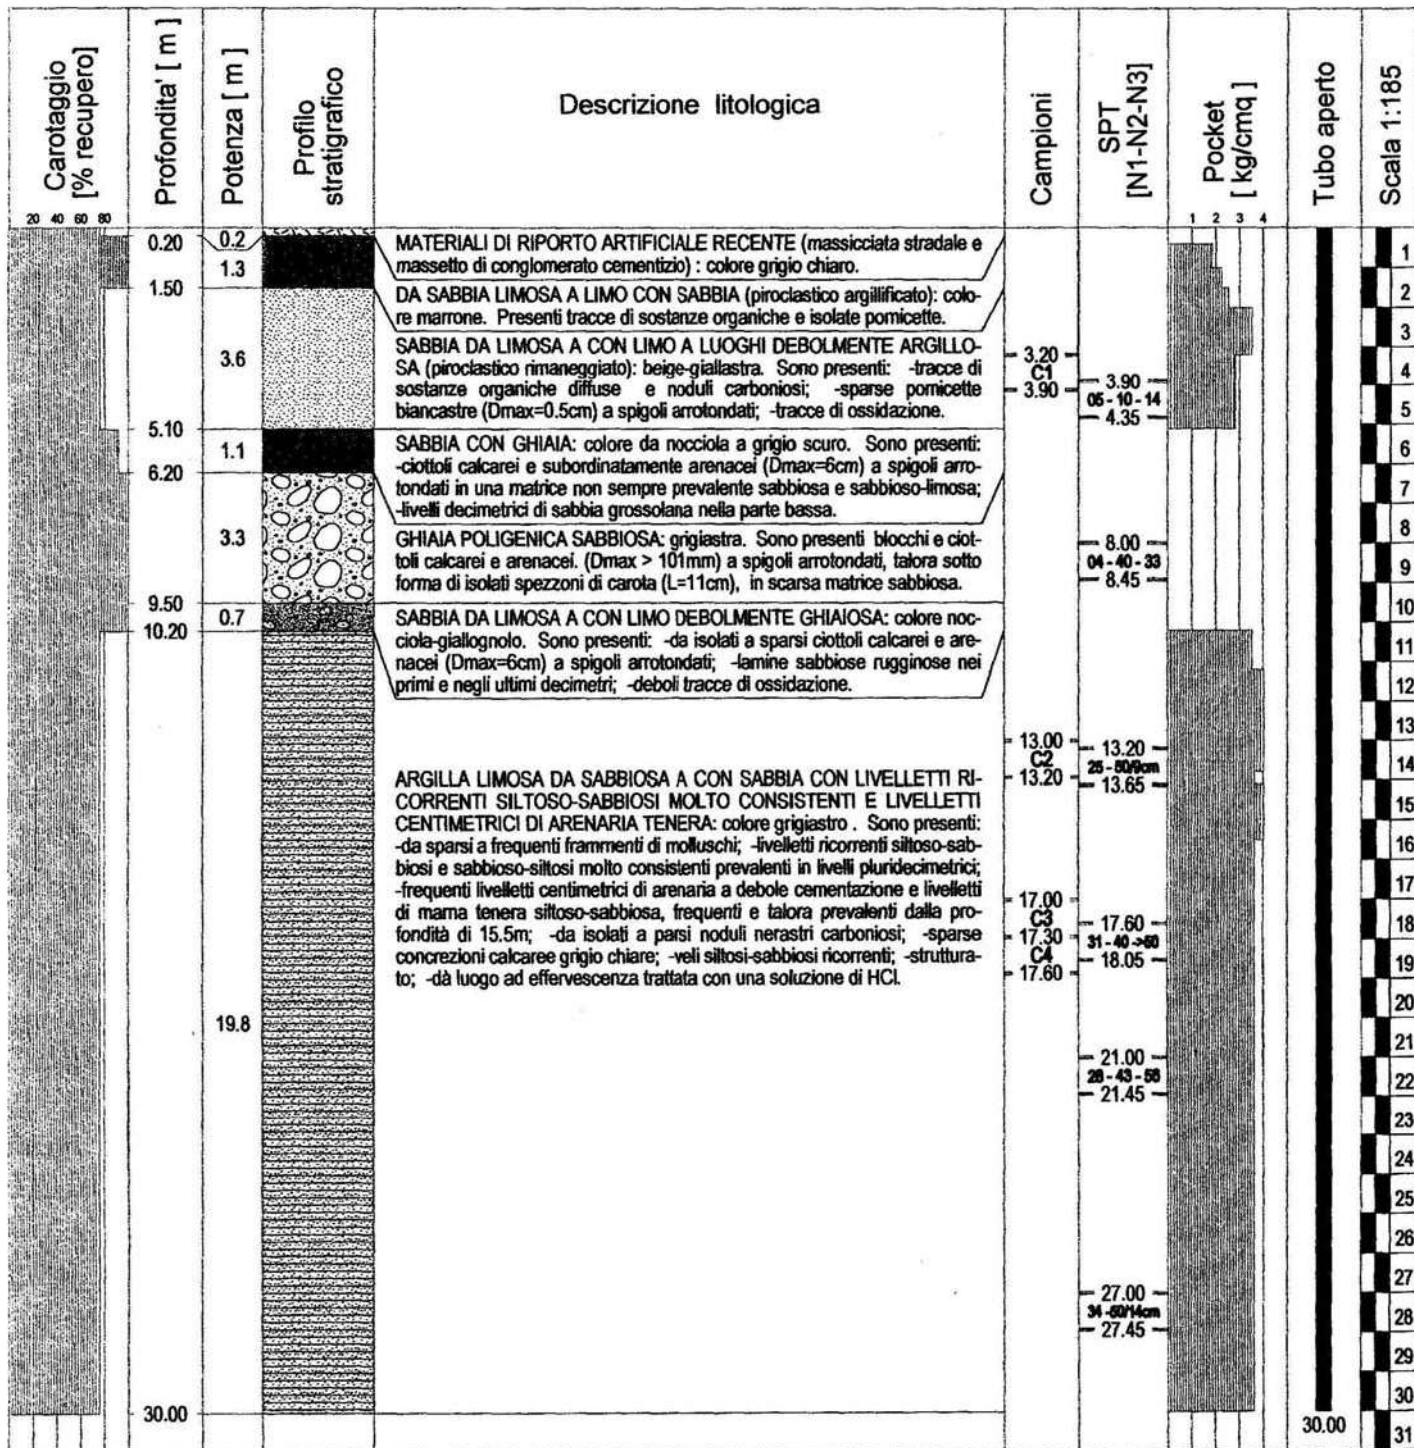 Carotaggio
[% recupero]
20 40 60 80
Profondita' [ m ]
Potenza [ m ]
Profilo
stratigrafico
Descrizione litologica
Campioni
SPT
[N1-N2-N3]
Pocket
[ kg/cmq ]
1 2 3 4
Tubo aperto
Scala 1:185
0.20
0.2
MATERIALI DI RIPORTO ARTIFICIALE RECENTE (massicciata stradale e
massetto di conglomerato cementizio) : colore grigio chiaro.
1.3
1.50
DA SABBIA LIMOSA A LIMO CON SABBIA (piroclastico argillificato): colo-
re marrone. Presenti tracce di sostanze organiche e isolate pomicette.
3.6
SABBIA DA LIMOSA A CON LIMO A LUOGHI DEBOLMENTE ARGILLO-
SA (piroclastico rimaneggiato): beige-giallastra. Sono presenti: -tracce di
sostanze organiche diffuse e noduli carboniosi; -sparse pomicette
biancastre (Dmax=0.5cm) a spigoli arrotondati; -tracce di ossidazione.
3.20
C1
3.90
3.90
05 - 10 - 14
4.35
5.10
1.1
SABBIA CON GHIAIA: colore da nocciola a grigio scuro. Sono presenti:
-ciottoli calcarei e subordinatamente arenacei (Dmax=6cm) a spigoli arro-
tondati in una matrice non sempre prevalente sabbiosa e sabbioso-limosa;
-livelli decimetrici di sabbia grossolana nella parte bassa.
6.20
3.3
GHIAIA POLIGENICA SABBIOSA: grigiastra. Sono presenti blocchi e ciot-
toli calcarei e arenacei. (Dmax > 101mm) a spigoli arrotondati, talora sotto
forma di isolati spezzoni di carota (L=11cm), in scarsa matrice sabbiosa.
8.00
04 - 40 - 33
8.45
9.50
0.7
10.20
SABBIA DA LIMOSA A CON LIMO DEBOLMENTE GHIAIOSA: colore noc-
ciola-giallognolo. Sono presenti: -da isolati a sparsi ciottoli calcarei e are-
nacei (Dmax=6cm) a spigoli arrotondati; -lamine sabbiose rugginose nei
primi e negli ultimi decimetri; -deboli tracce di ossidazione.
13.00
C2
13.20
13.20
25 - 50/9cm
13.65
ARGILLA LIMOSA DA SABBIOSA A CON SABBIA CON LIVELLETTI RI-
CORRENTI SILTOSO-SABBIOSI MOLTO CONSISTENTI E LIVELLETTI
CENTIMETRICI DI ARENARIA TENERA: colore grigiastro . Sono presenti:
-da sparsi a frequenti frammenti di molluschi; -livelletti ricorrenti siltoso-sab-
biosi e sabbioso-siltosi molto consistenti prevalenti in livelli pluridecimetrici;
-frequenti livelletti centimetrici di arenaria a debole cementazione e livelletti
di marna tenera siltoso-sabbiosa, frequenti e talora prevalenti dalla pro-
fondità di 15.5m; -da isolati a parsi noduli nerastri carboniosi; -sparse
concrezioni calcaree grigio chiare; -veli siltosi-sabbiosi ricorrenti; -struttura-
to; -dà luogo ad effervescenza trattata con una soluzione di HCl.
17.00
C3
17.30
C4
17.60
17.60
31 - 40 ->50
18.05
19.8
21.00
28 - 43 - 56
21.45
27.00
34 -50/14cm
27.45
30.00
30.00
1
2
3
4
5
6
7
8
9
10
11
12
13
14
15
16
17
18
19
20
21
22
23
24
25
26
27
28
29
30
31